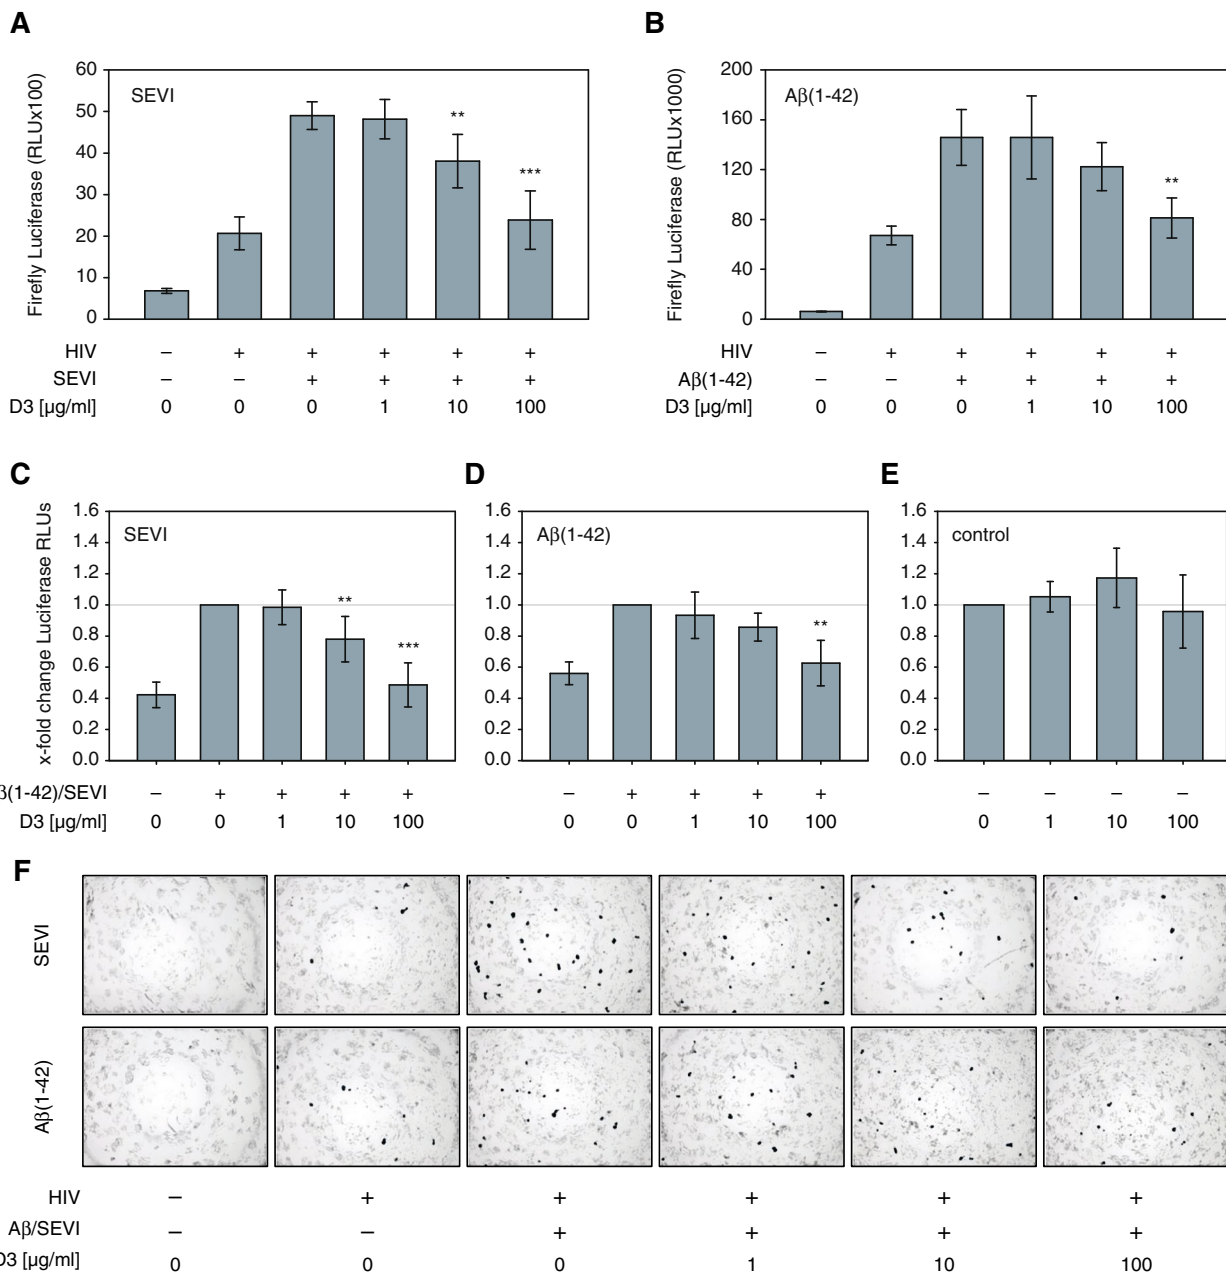 A
B
60
50
40
30
20
10
0
Firefly Luciferase (RLUx100)
SEVI
**
***
HIV – + + + + +
SEVI – – + + + +
D3 [µg/ml] 0 0 0 1 10 100
200
160
120
80
40
0
Firefly Luciferase (RLUx1000)
Aβ(1-42)
**
HIV – + + + + +
Aβ(1-42) – – + + + +
D3 [µg/ml] 0 0 0 1 10 100
C
D
E
1.6
1.4
1.2
1.0
0.8
0.6
0.4
0.2
0.0
x-fold change Luciferase RLUs
SEVI
**
***
β(1-42)/SEVI – + + + +
D3 [µg/ml] 0 0 1 10 100
1.6
1.4
1.2
1.0
0.8
0.6
0.4
0.2
0.0
Aβ(1-42)
**
– + + + +
0 0 1 10 100
1.6
1.4
1.2
1.0
0.8
0.6
0.4
0.2
0.0
control
– – – –
0 1 10 100
F
SEVI
Aβ(1-42)
HIV – + + + + +
Aβ/SEVI – – + + + +
D3 [µg/ml] 0 0 0 1 10 100